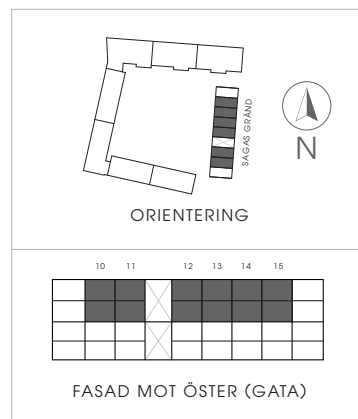 SAGAS GRÄND
N
ORIENTERING
10 11 12 13 14 15
FASAD MOT ÖSTER (GATA)